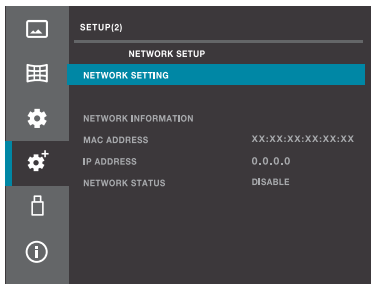 SETUP(2)
NETWORK SETUP
NETWORK SETTING
NETWORK INFORMATION
MAC ADDRESS XX:XX:XX:XX:XX:XX
IP ADDRESS 0.0.0.0
NETWORK STATUS DISABLE